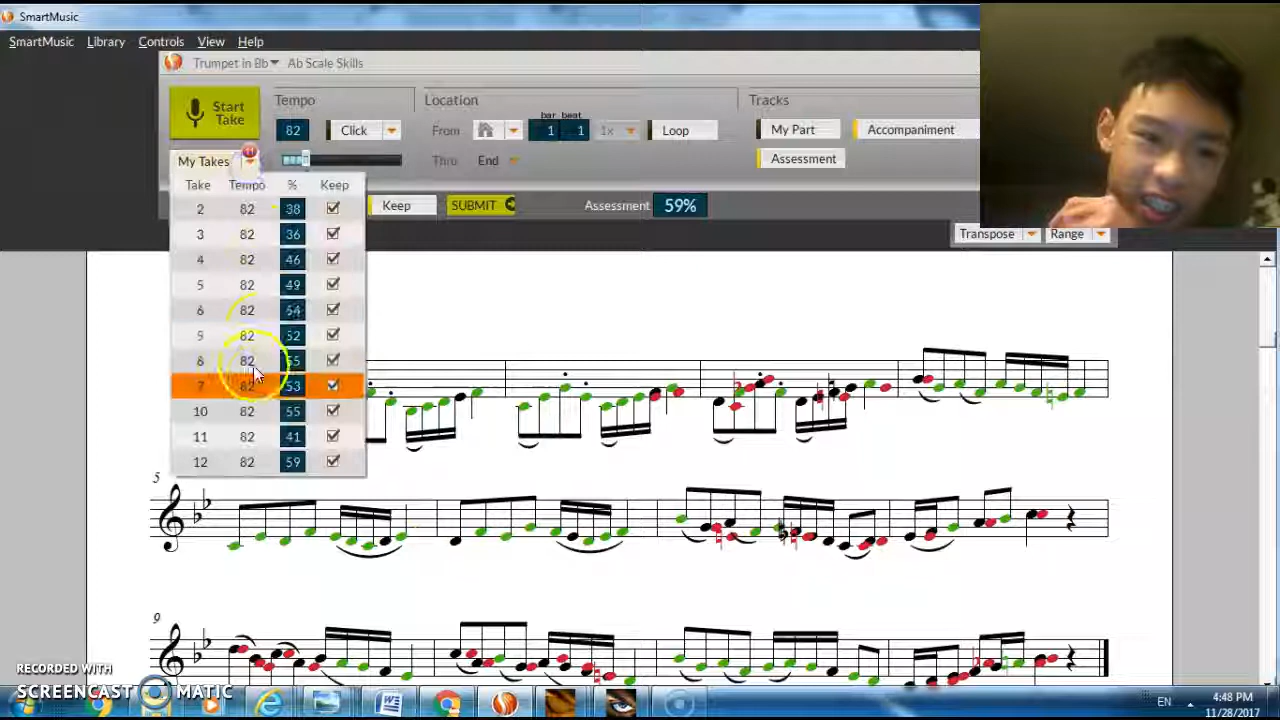 SmartMusic
SmartMusic Library Controls View Help
Trumpet in Bb Ab Scale Skills
Start Take
Tempo
82 Click
Location
bar beat
From 1 1 1x Loop
Thru End
Tracks
My Part Accompaniment
Assessment
My Takes
Keep SUBMIT Assessment 59%
Transpose Range
Take Tempo % Keep
2 82 38
3 82 36
4 82 46
5 82 49
6 82 54
9 82 52
8 82 55
7 82 53
10 82 55
11 82 41
12 82 59
5
9
RECORDED WITH
SCREENCAST MATIC
EN
4:48 PM
11/28/2017